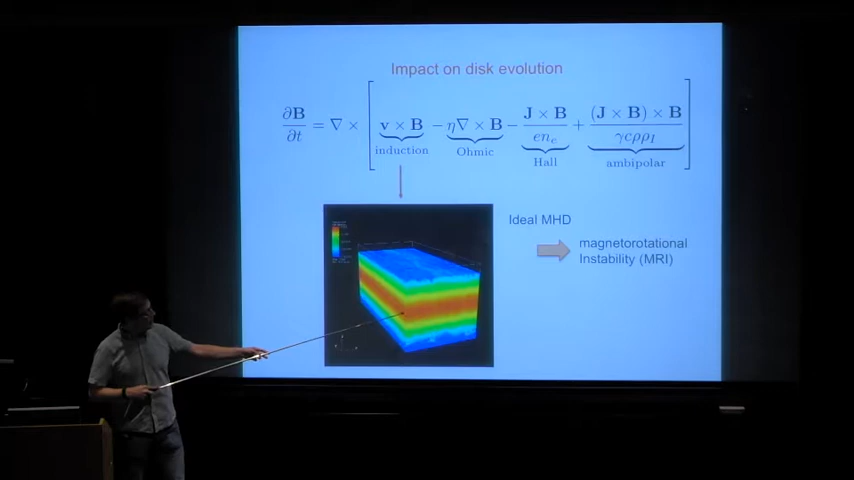 Impact on disk evolution
∂B/∂t = ∇ × [ v × B − η∇ × B − J × B/en_e + (J × B) × B/γcρρ_I ]
induction Ohmic Hall ambipolar
Ideal MHD
magnetorotational
Instability (MRI)